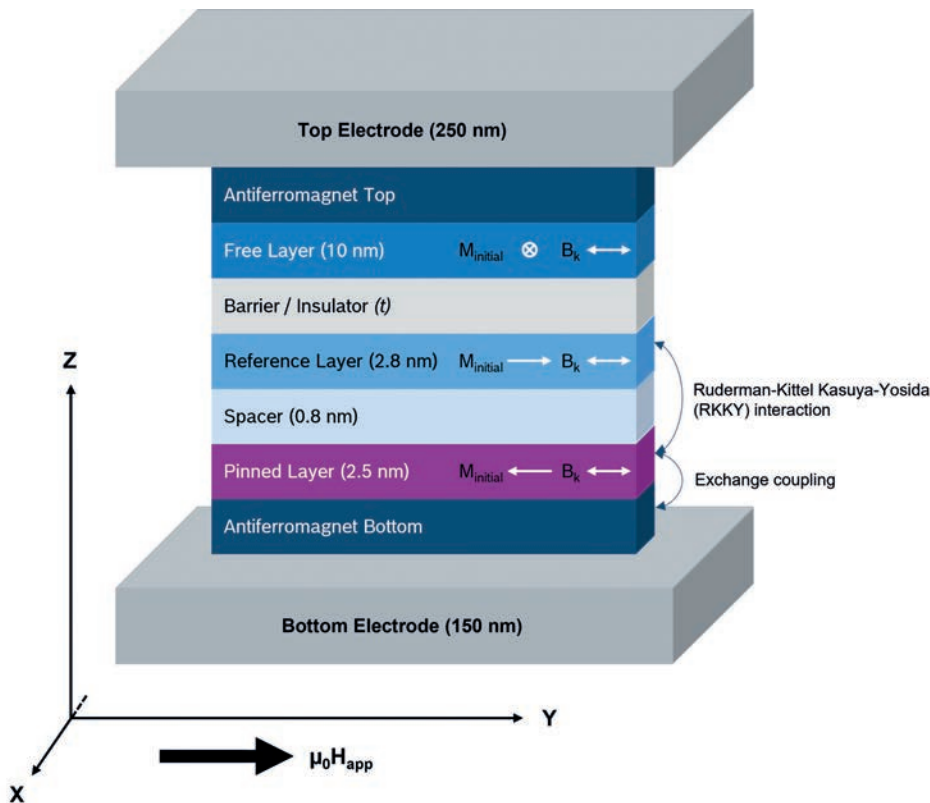 Top Electrode (250 nm)
Antiferromagnet Top
Free Layer (10 nm) M_initial ⊗ B_k
Barrier / Insulator (t)
Z
Reference Layer (2.8 nm) M_initial B_k
Ruderman-Kittel Kasuya-Yosida
(RKKY) interaction
Spacer (0.8 nm)
Pinned Layer (2.5 nm) M_initial B_k
Exchange coupling
Antiferromagnet Bottom
Bottom Electrode (150 nm)
Y
μ₀H_app
X